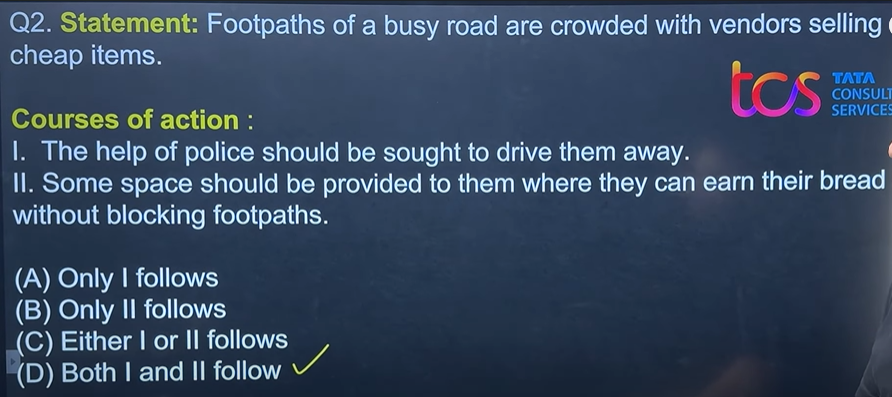 Q2. Statement: Footpaths of a busy road are crowded with vendors selling
cheap items.
tcs
TATA
CONSULT
SERVICES
Courses of action :
I. The help of police should be sought to drive them away.
II. Some space should be provided to them where they can earn their bread
without blocking footpaths.
(A) Only I follows
(B) Only II follows
(C) Either I or II follows
(D) Both I and II follow